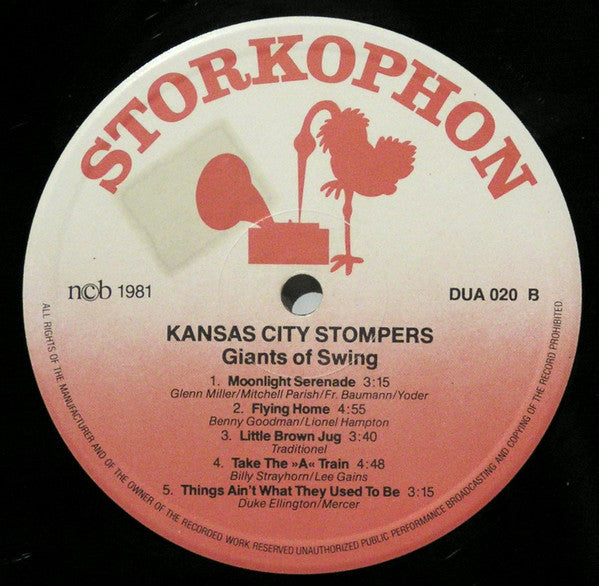 STORKOPHON
ncb 1981
DUA 020 B
KANSAS CITY STOMPERS
Giants of Swing
1. Moonlight Serenade 3:15
Glenn Miller/Mitchell Parish/Fr. Baumann/Yoder
2. Flying Home 4:55
Benny Goodman/Lionel Hampton
3. Little Brown Jug 3:40
Traditionel
4. Take The »A« Train 4:48
Billy Strayhorn/Lee Gains
5. Things Ain't What They Used To Be 3:15
Duke Ellington/Mercer
ALL RIGHTS OF THE MANUFACTURER AND OF THE OWNER OF THE RECORDED WORK RESERVED UNAUTHORIZED PUBLIC PERFORMANCE BROADCASTING AND COPYING OF THE RECORD PROHIBITED